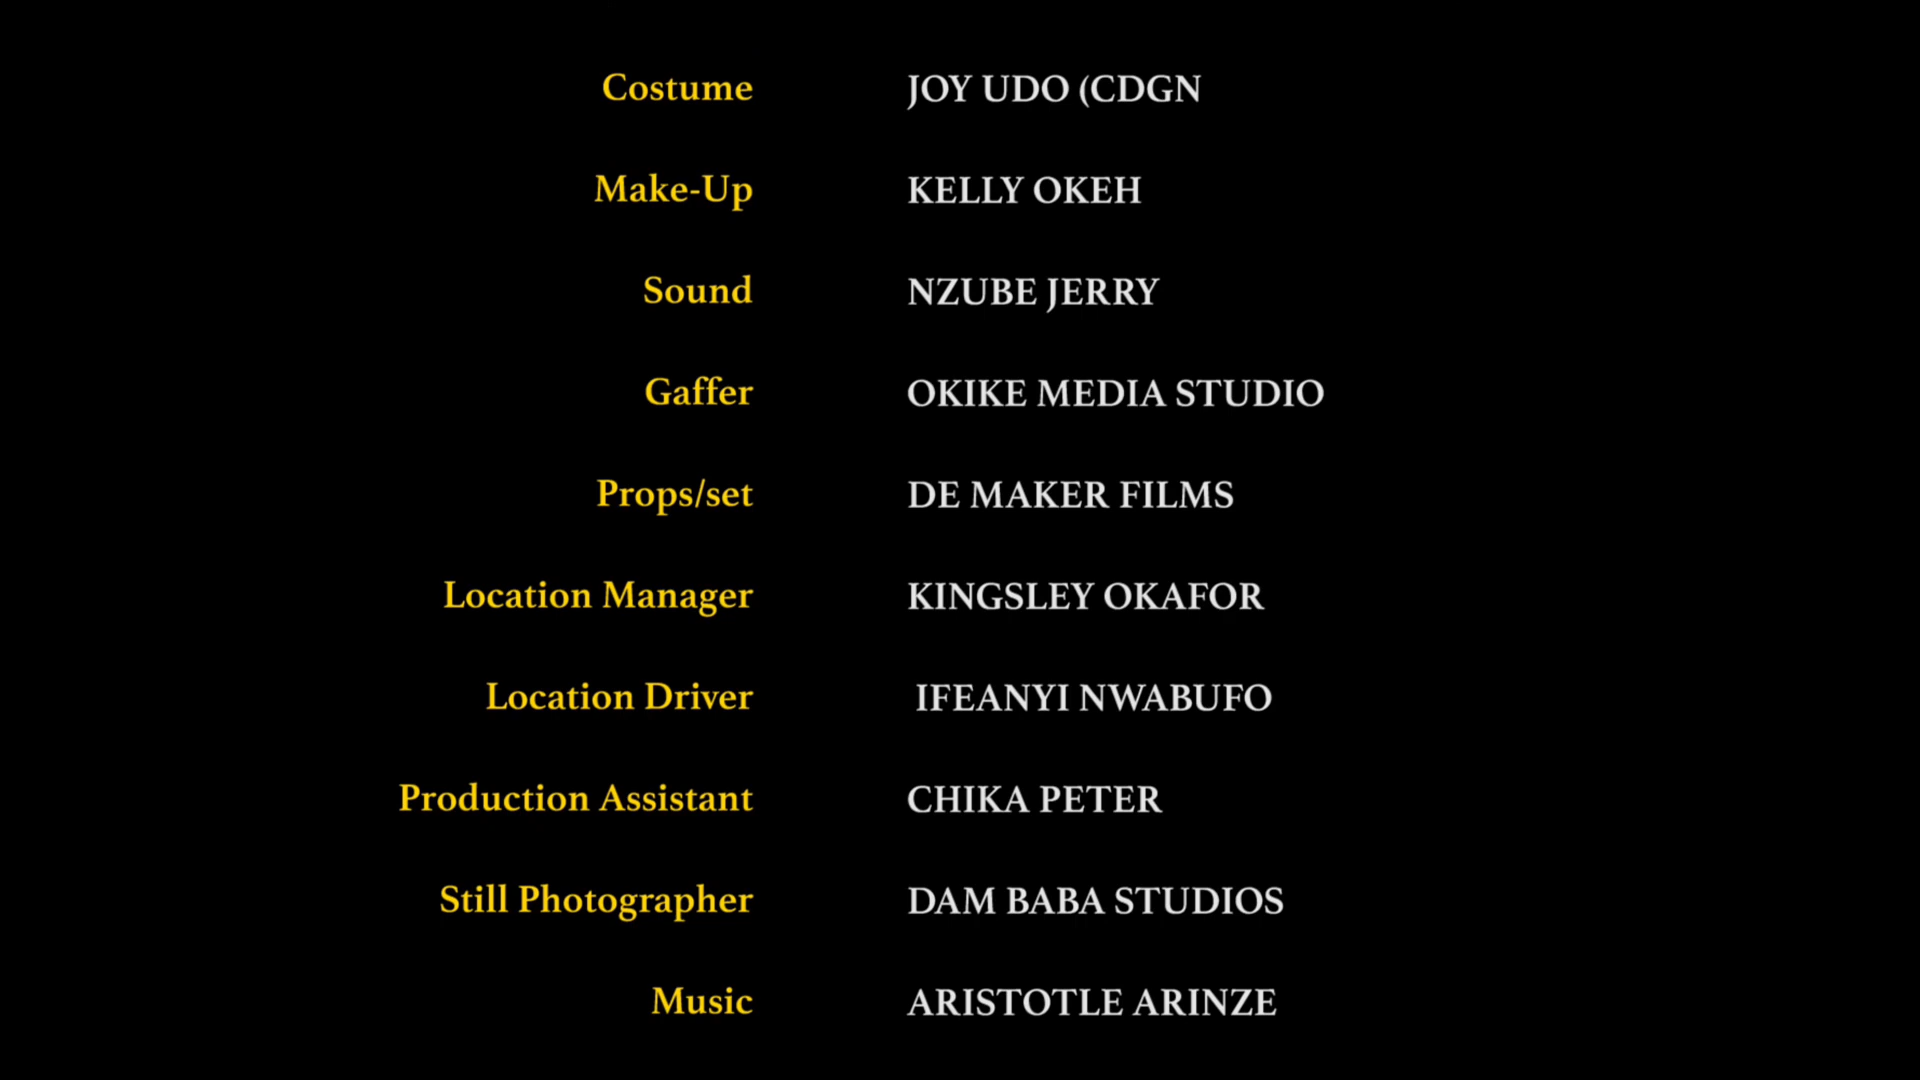 Costume JOY UDO (CDGN
Make-Up KELLY OKEH
Sound NZUBE JERRY
Gaffer OKIKE MEDIA STUDIO
Props/set DE MAKER FILMS
Location Manager KINGSLEY OKAFOR
Location Driver IFEANYI NWABUFO
Production Assistant CHIKA PETER
Still Photographer DAM BABA STUDIOS
Music ARISTOTLE ARINZE